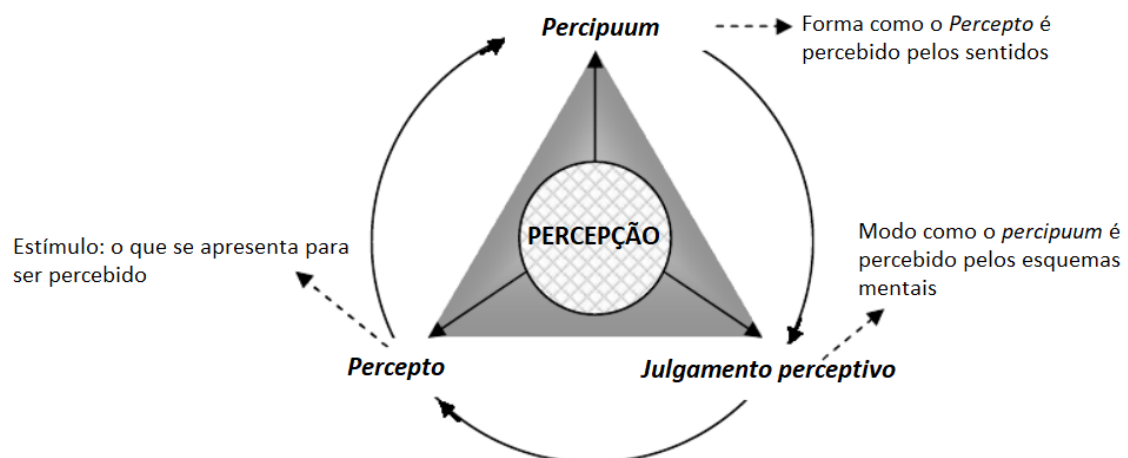 Percipuum
Forma como o Percepto é
percebido pelos sentidos
PERCEPÇÃO
Estímulo: o que se apresenta para
ser percebido
Modo como o percipuum é
percebido pelos esquemas
mentais
Percepto
Julgamento perceptivo